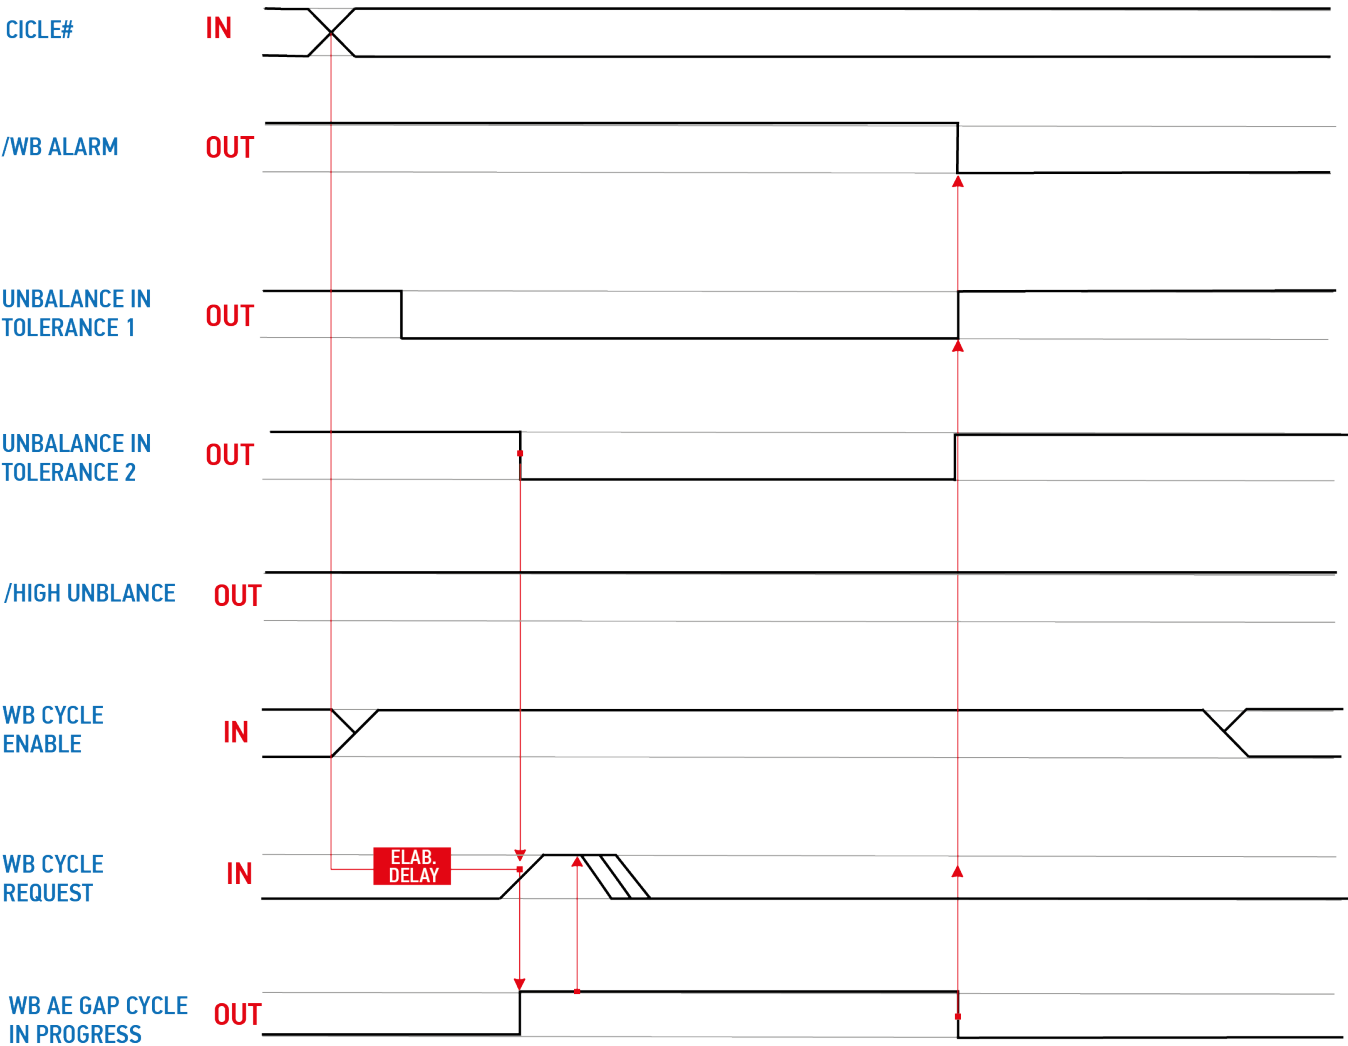 CICLE# IN
/WB ALARM OUT
UNBALANCE IN
TOLERANCE 1
OUT
UNBALANCE IN
TOLERANCE 2
OUT
/HIGH UNBLANCE OUT
WB CYCLE
ENABLE
IN
WB CYCLE
REQUEST
IN
ELAB.
DELAY
WB AE GAP CYCLE
IN PROGRESS
OUT